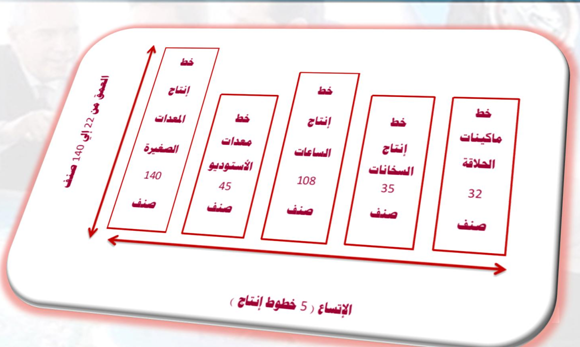 العمق من 22 إلي 140 صنف
خط
إنتاج
المعدات
الصغيرة
140
صنف
خط
معدات
الأستوديو
45
صنف
خط
إنتاج
الساعات
108
صنف
خط
إنتاج
السخانات
35
صنف
خط
ماكينات
الحلاقة
32
صنف
الإتساع ( 5 خطوط إنتاج )